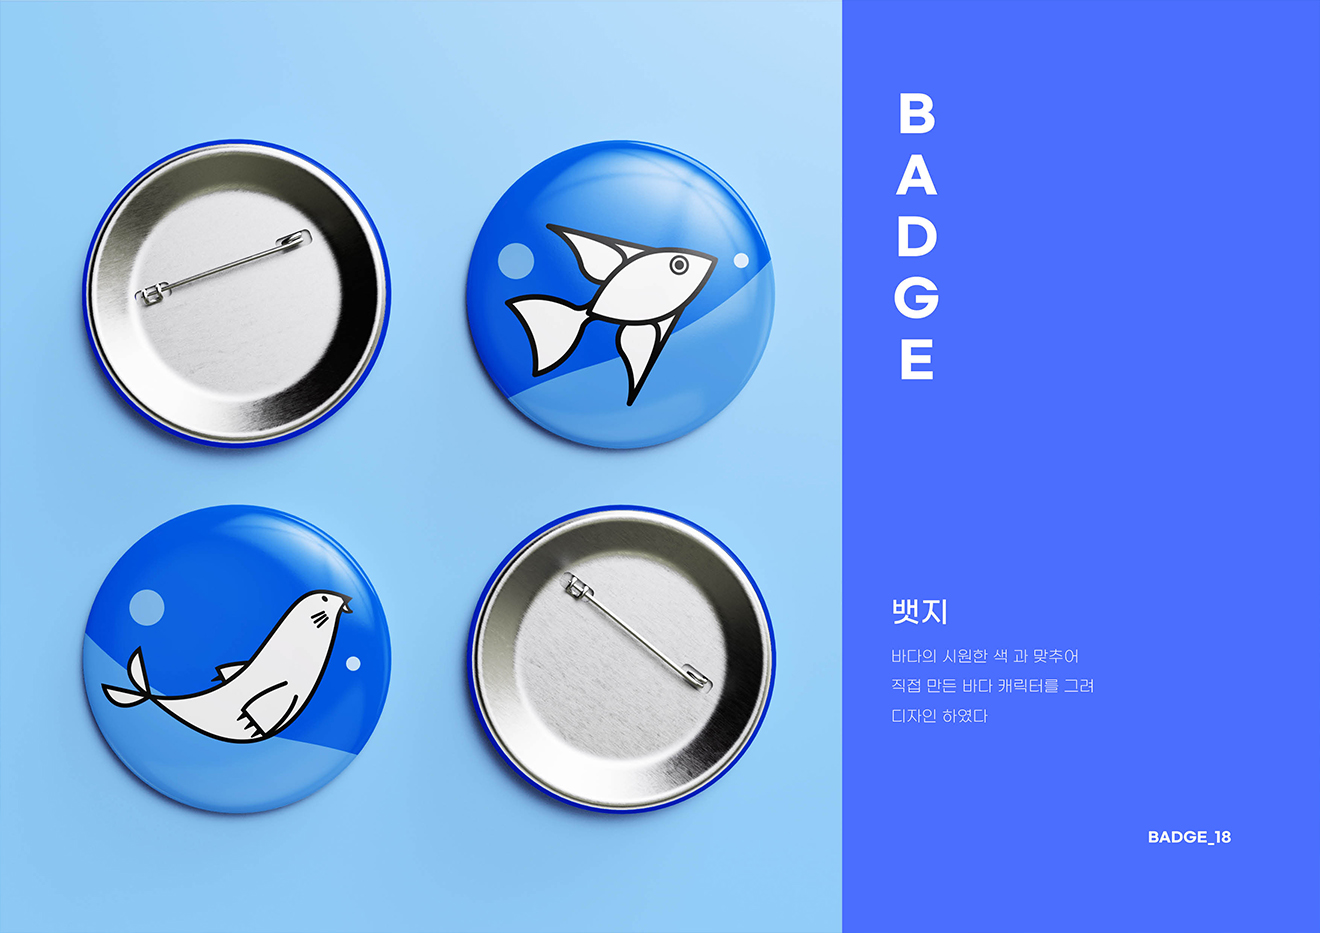 BADGE
뱃지
바다의 시원한 색 과 맞추어
직접 만든 바다 캐릭터를 그려
디자인 하였다
BADGE_18